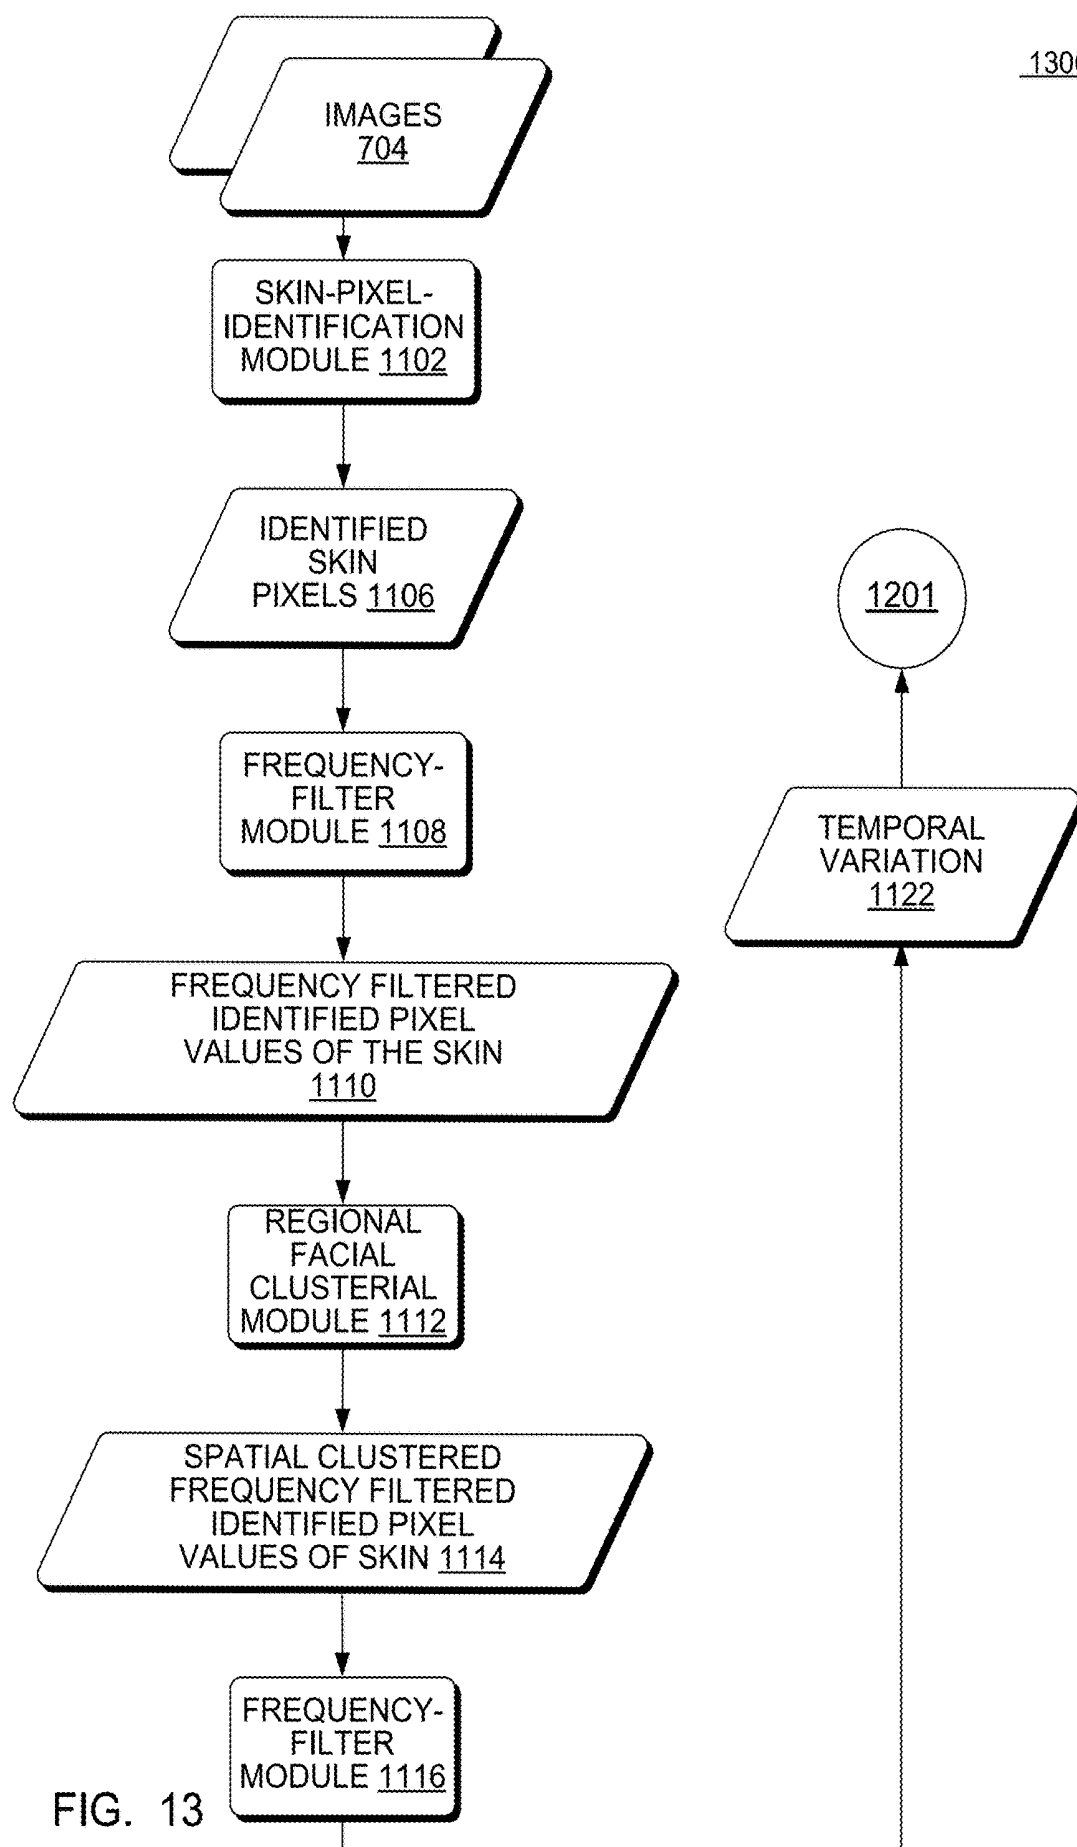 1300
IMAGES
704
SKIN-PIXEL-
IDENTIFICATION
MODULE 1102
IDENTIFIED
SKIN
PIXELS 1106
FREQUENCY-
FILTER
MODULE 1108
FREQUENCY FILTERED
IDENTIFIED PIXEL
VALUES OF THE SKIN
1110
REGIONAL
FACIAL
CLUSTERIAL
MODULE 1112
SPATIAL CLUSTERED
FREQUENCY FILTERED
IDENTIFIED PIXEL
VALUES OF SKIN 1114
FREQUENCY-
FILTER
MODULE 1116
1201
TEMPORAL
VARIATION
1122
FIG. 13